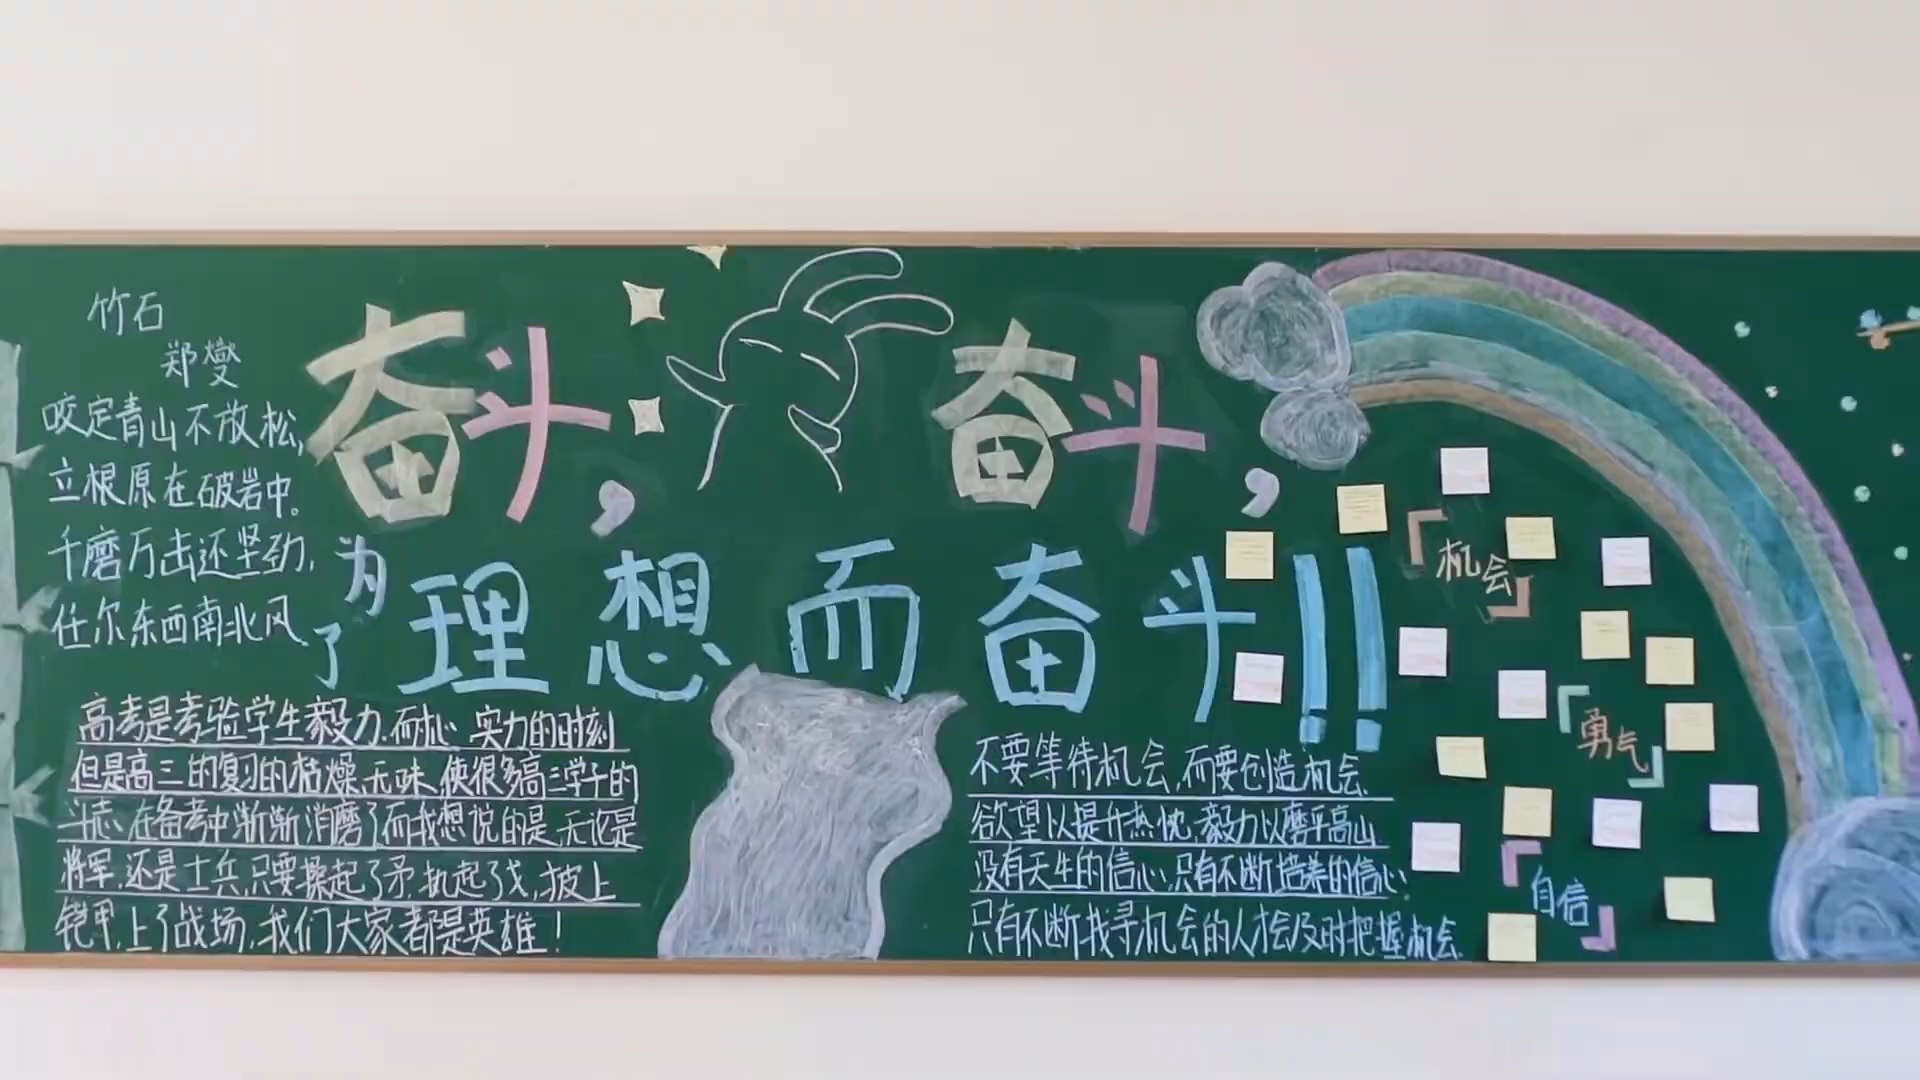 竹石
郑燮
咬定青山不放松,
立根原在破岩中。
千磨万击还坚劲,
任尔东西南北风
奋斗,奋斗,
为了理想而奋斗!!
高考是考验学生毅力.耐心.实力的时刻
但是高三的复习的枯燥.无味.使很多高三学子的
斗志.在备考中渐渐消磨了.而我想说的是.无论是
将军.还是士兵.只要操起了矛.执起了戈.披上
铠甲.上了战场.我们大家都是英雄!
不要等待机会.而要创造机会.
欲望以提升热忱.毅力以磨平高山
没有天生的信心.只有不断培养的信心.
只有不断找寻机会的人才会及时把握机会.
「机会」
「勇气」
「自信」